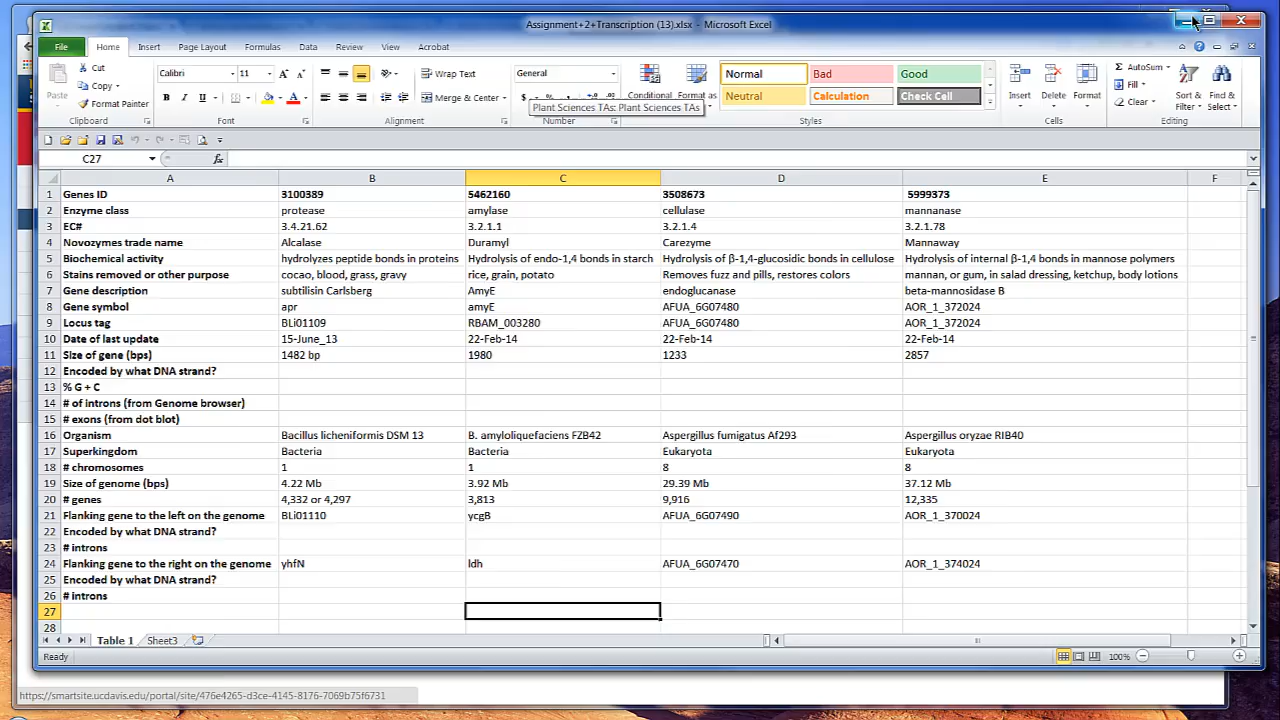 Assignment+2+Transcription (13).xlsx - Microsoft Excel
File Home Insert Page Layout Formulas Data Review View Acrobat
Paste Cut Copy Format Painter Clipboard
Calibri 11 B I U Font
Wrap Text Merge & Center Alignment
General $ Number
Plant Sciences TAs: Plant Sciences TAs
Conditional Format as
Normal Bad Good
Neutral Calculation Check Cell
Styles
Insert Delete Format Cells
AutoSum Fill Clear Sort & Filter Find & Select Editing
C27 fx
A B C D E F
1 Genes ID 3100389 5462160 3508673 5999373
2 Enzyme class protease amylase cellulase mannanase
3 EC# 3.4.21.62 3.2.1.1 3.2.1.4 3.2.1.78
4 Novozymes trade name Alcalase Duramyl Carezyme Mannaway
5 Biochemical activity hydrolyzes peptide bonds in proteins Hydrolysis of endo-1,4 bonds in starch Hydrolysis of β-1,4-glucosidic bonds in cellulose Hydrolysis of internal β-1,4 bonds in mannose polymers
6 Stains removed or other purpose cocao, blood, grass, gravy rice, grain, potato Removes fuzz and pills, restores colors mannan, or gum, in salad dressing, ketchup, body lotions
7 Gene description subtilisin Carlsberg AmyE endoglucanase beta-mannosidase B
8 Gene symbol apr amyE AFUA_6G07480 AOR_1_372024
9 Locus tag BLi01109 RBAM_003280 AFUA_6G07480 AOR_1_372024
10 Date of last update 15-June_13 22-Feb-14 22-Feb-14 22-Feb-14
11 Size of gene (bps) 1482 bp 1980 1233 2857
12 Encoded by what DNA strand?
13 % G + C
14 # of introns (from Genome browser)
15 # exons (from dot blot)
16 Organism Bacillus licheniformis DSM 13 B. amyloliquefaciens FZB42 Aspergillus fumigatus Af293 Aspergillus oryzae RIB40
17 Superkingdom Bacteria Bacteria Eukaryota Eukaryota
18 # chromosomes 1 1 8 8
19 Size of genome (bps) 4.22 Mb 3.92 Mb 29.39 Mb 37.12 Mb
20 # genes 4,332 or 4,297 3,813 9,916 12,335
21 Flanking gene to the left on the genome BLi01110 ycgB AFUA_6G07490 AOR_1_370024
22 Encoded by what DNA strand?
23 # introns
24 Flanking gene to the right on the genome yhfN ldh AFUA_6G07470 AOR_1_374024
25 Encoded by what DNA strand?
26 # introns
27
28
Table 1 Sheet3
Ready 100%
https://smartsite.ucdavis.edu/portal/site/476e4265-d3ce-4145-8176-7069b75f6731